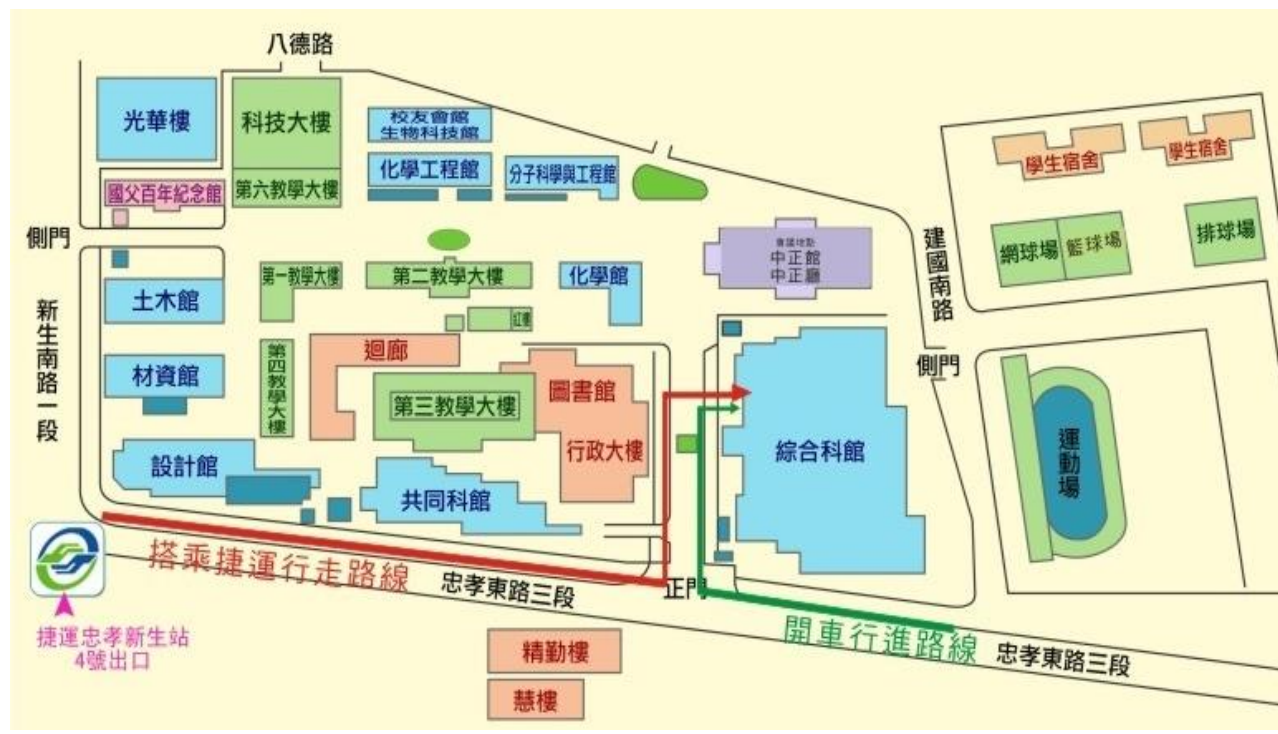 八德路
光華樓
科技大樓
校友會館
生物科技館
化學工程館
分子科學與工程館
國父百年紀念館
第六教學大樓
側門
學生宿舍
學生宿舍
網球場
籃球場
排球場
建國南路
會議地點
中正館
中正廳
第一教學大樓
第二教學大樓
化學館
土木館
紅樓
新生南路一段
材資館
第四教學大樓
迴廊
圖書館
第三教學大樓
行政大樓
側門
綜合科館
運動場
設計館
共同科館
搭乘捷運行走路線
忠孝東路三段
正門
捷運忠孝新生站
4號出口
開車行進路線
忠孝東路三段
精勤樓
慧樓